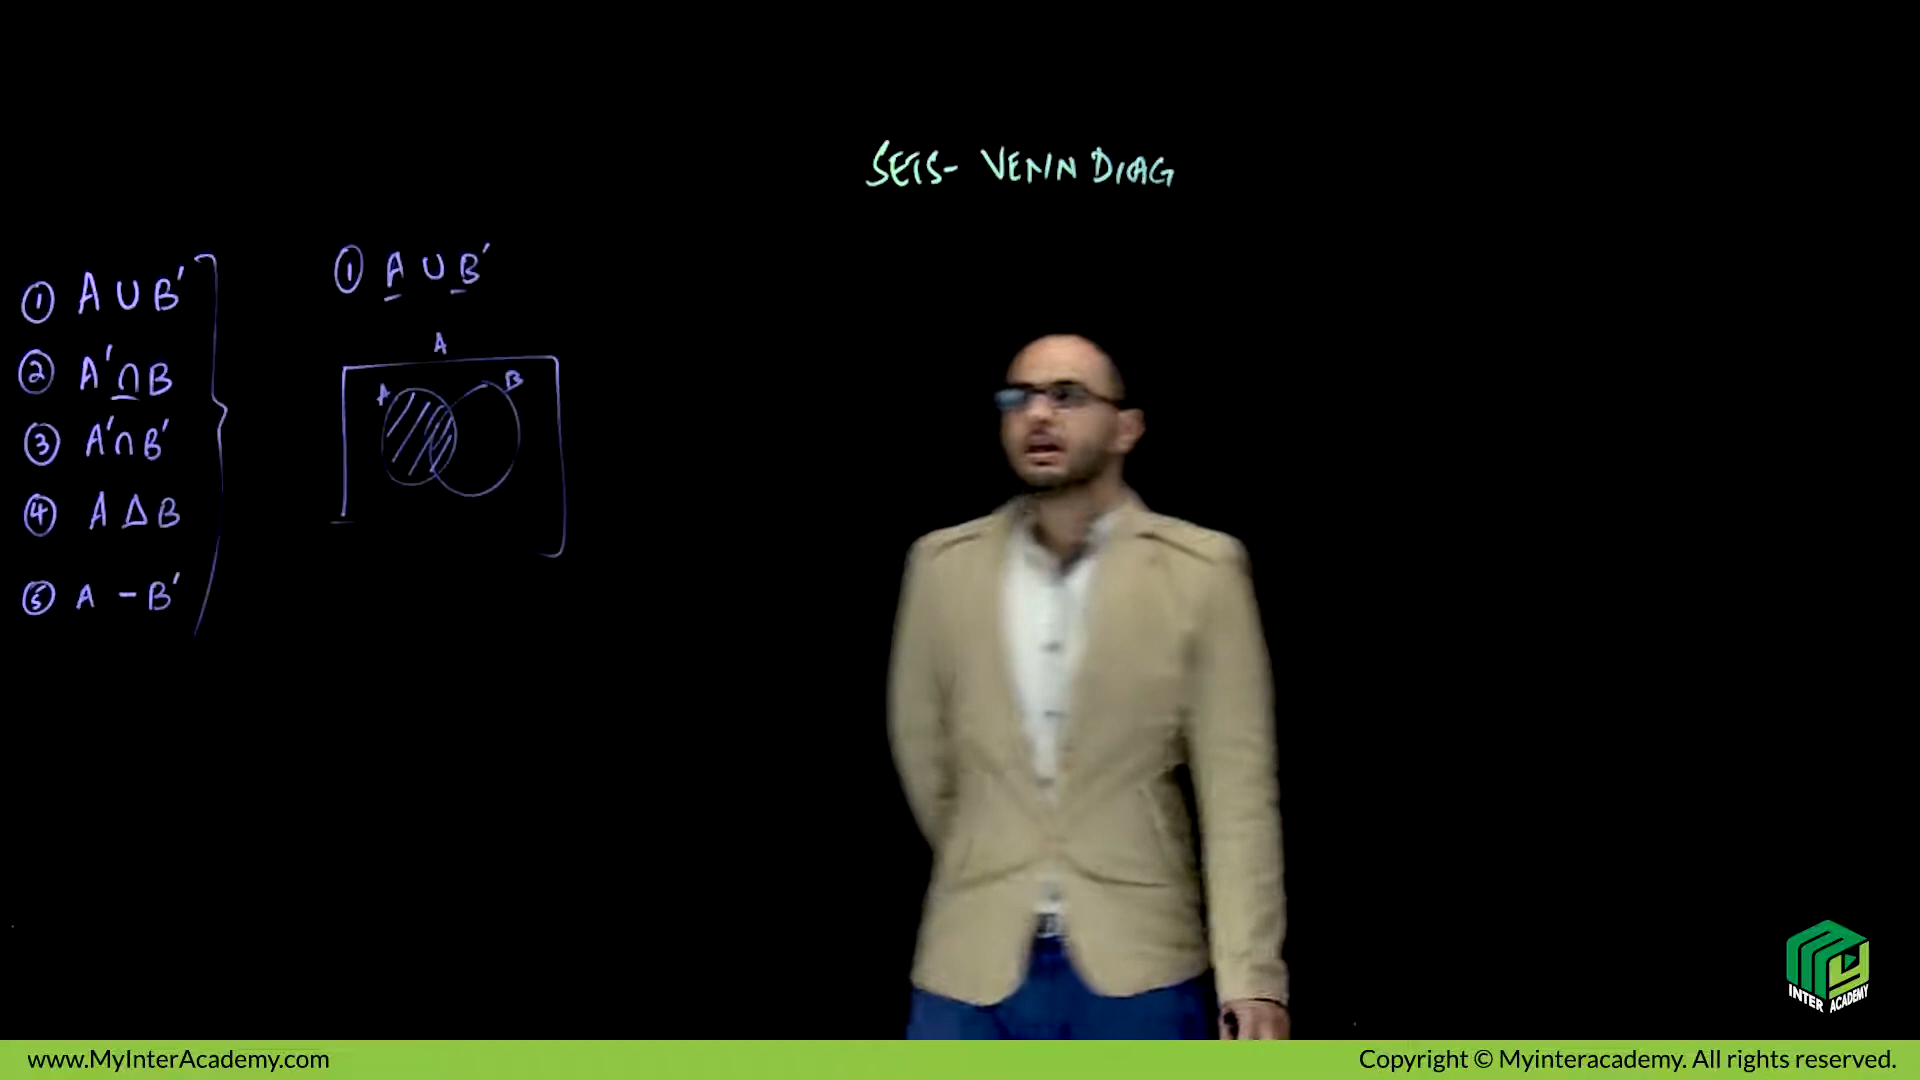 SETS- VENN DIAG
① A ∪ B′
② A′ ∩ B
③ A′ ∩ B′
④ A Δ B
⑤ A - B′
① A ∪ B′
A
A B
INTER ACADEMY
www.MyInterAcademy.com
Copyright © Myinteracademy. All rights reserved.